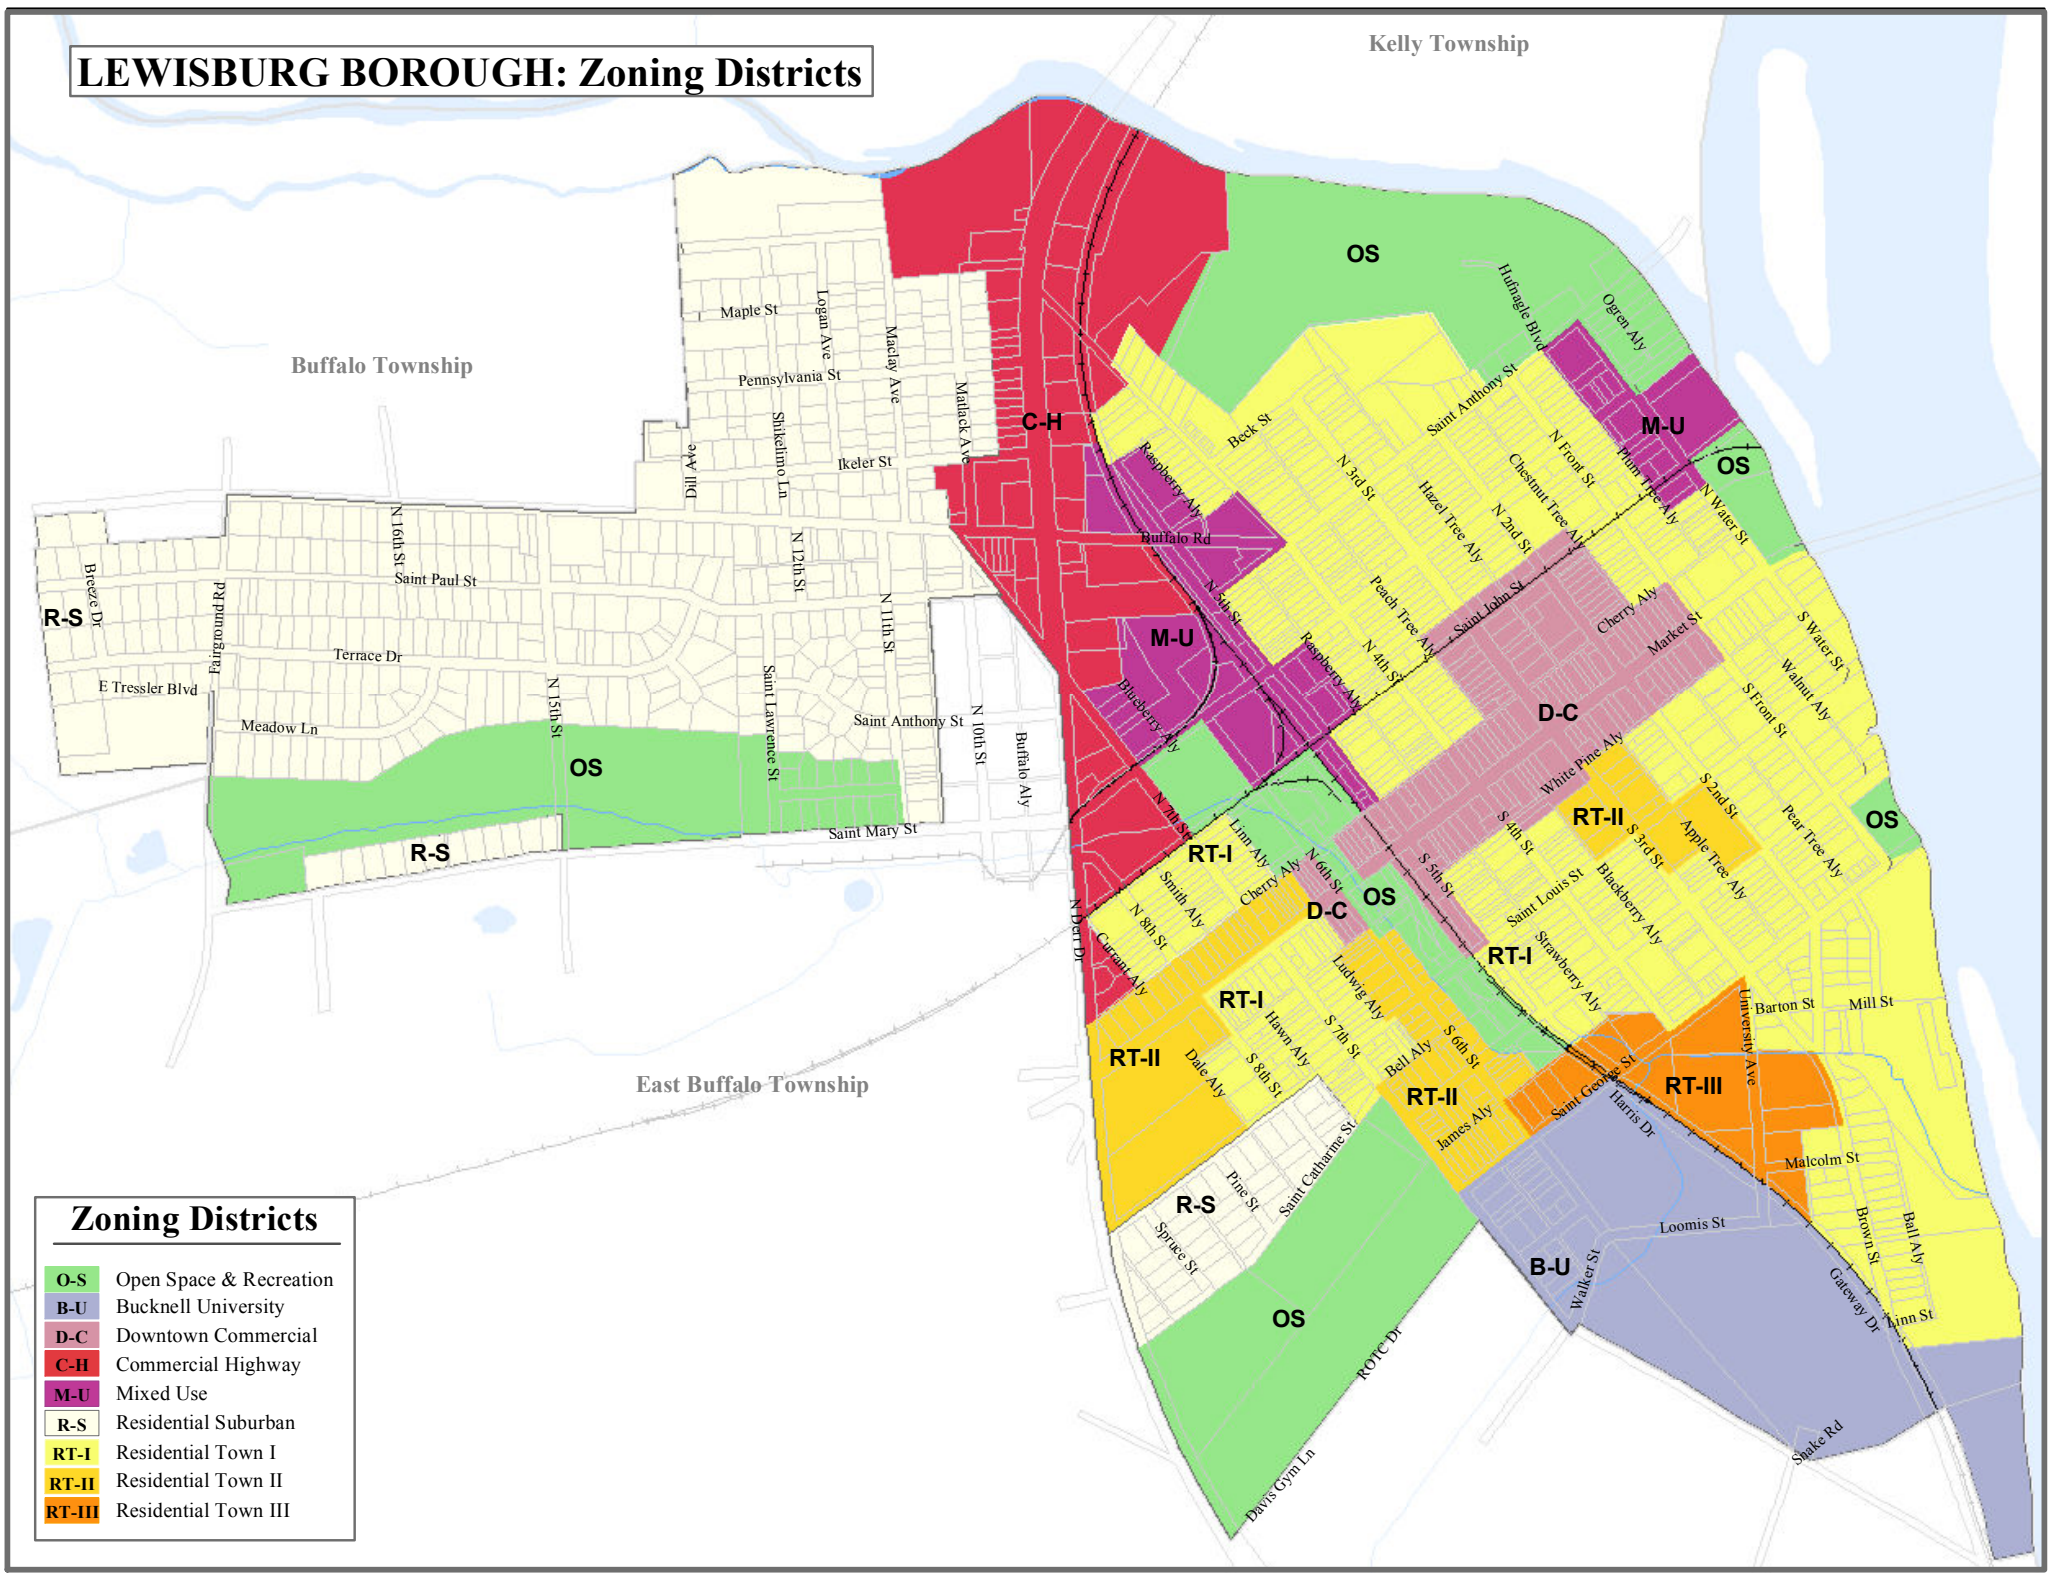 LEWISBURG BOROUGH: Zoning Districts
Kelly Township
Buffalo Township
East Buffalo Township
OS
Hufnagle Blvd
Ogren Aly
Maple St
Logan Ave
Maclay Ave
Matlack Ave
Pennsylvania St
Shikelimo Ln
Dill Ave
Ikeler St
C-H
Beck St
Saint Anthony St
M-U
OS
N Front St
Plum Tree Aly
N Water St
Chestnut Tree Aly
N 2nd St
Hazel Tree Aly
N 3rd St
Raspberry Aly
Buffalo Rd
N 5th St
Peach Tree Aly
N 4th St
Raspberry Aly
Saint John St
Cherry Aly
Market St
S Water St
Walnut Aly
S Front St
N 16th St
Saint Paul St
N 12th St
N 11th St
Breeze Dr
R-S
Fairground Rd
Terrace Dr
E Tressler Blvd
Meadow Ln
N 15th St
Saint Lawrence St
Saint Anthony St
N 10th St
Buffalo Aly
OS
R-S
Saint Mary St
M-U
Blueberry Aly
D-C
White Pine Aly
RT-II
S 2nd St
S 3rd St
Apple Tree Aly
Pear Tree Aly
OS
S 4th St
S 5th St
Saint Louis St
Blackberry Aly
Strawberry Aly
RT-I
N 7th St
RT-I
Linn Aly
Cherry Aly
N 6th St
D-C
OS
Smith Aly
N 8th St
Currant Aly
N Derr Dr
Ludwig Aly
RT-I
Hawn Aly
S 7th St
S 8th St
Dale Aly
Bell Aly
S 6th St
RT-II
RT-II
James Aly
Saint George St
Harris Dr
RT-III
University Ave
Barton St
Mill St
Malcolm St
Loomis St
Brown St
Ball Aly
Gateway Dr
Linn St
R-S
Pine St
Spruce St
Saint Catharine St
B-U
Walker St
OS
ROTC Dr
Davis Gym Ln
Snake Rd
Zoning Districts
O-S Open Space & Recreation
B-U Bucknell University
D-C Downtown Commercial
C-H Commercial Highway
M-U Mixed Use
R-S Residential Suburban
RT-I Residential Town I
RT-II Residential Town II
RT-III Residential Town III